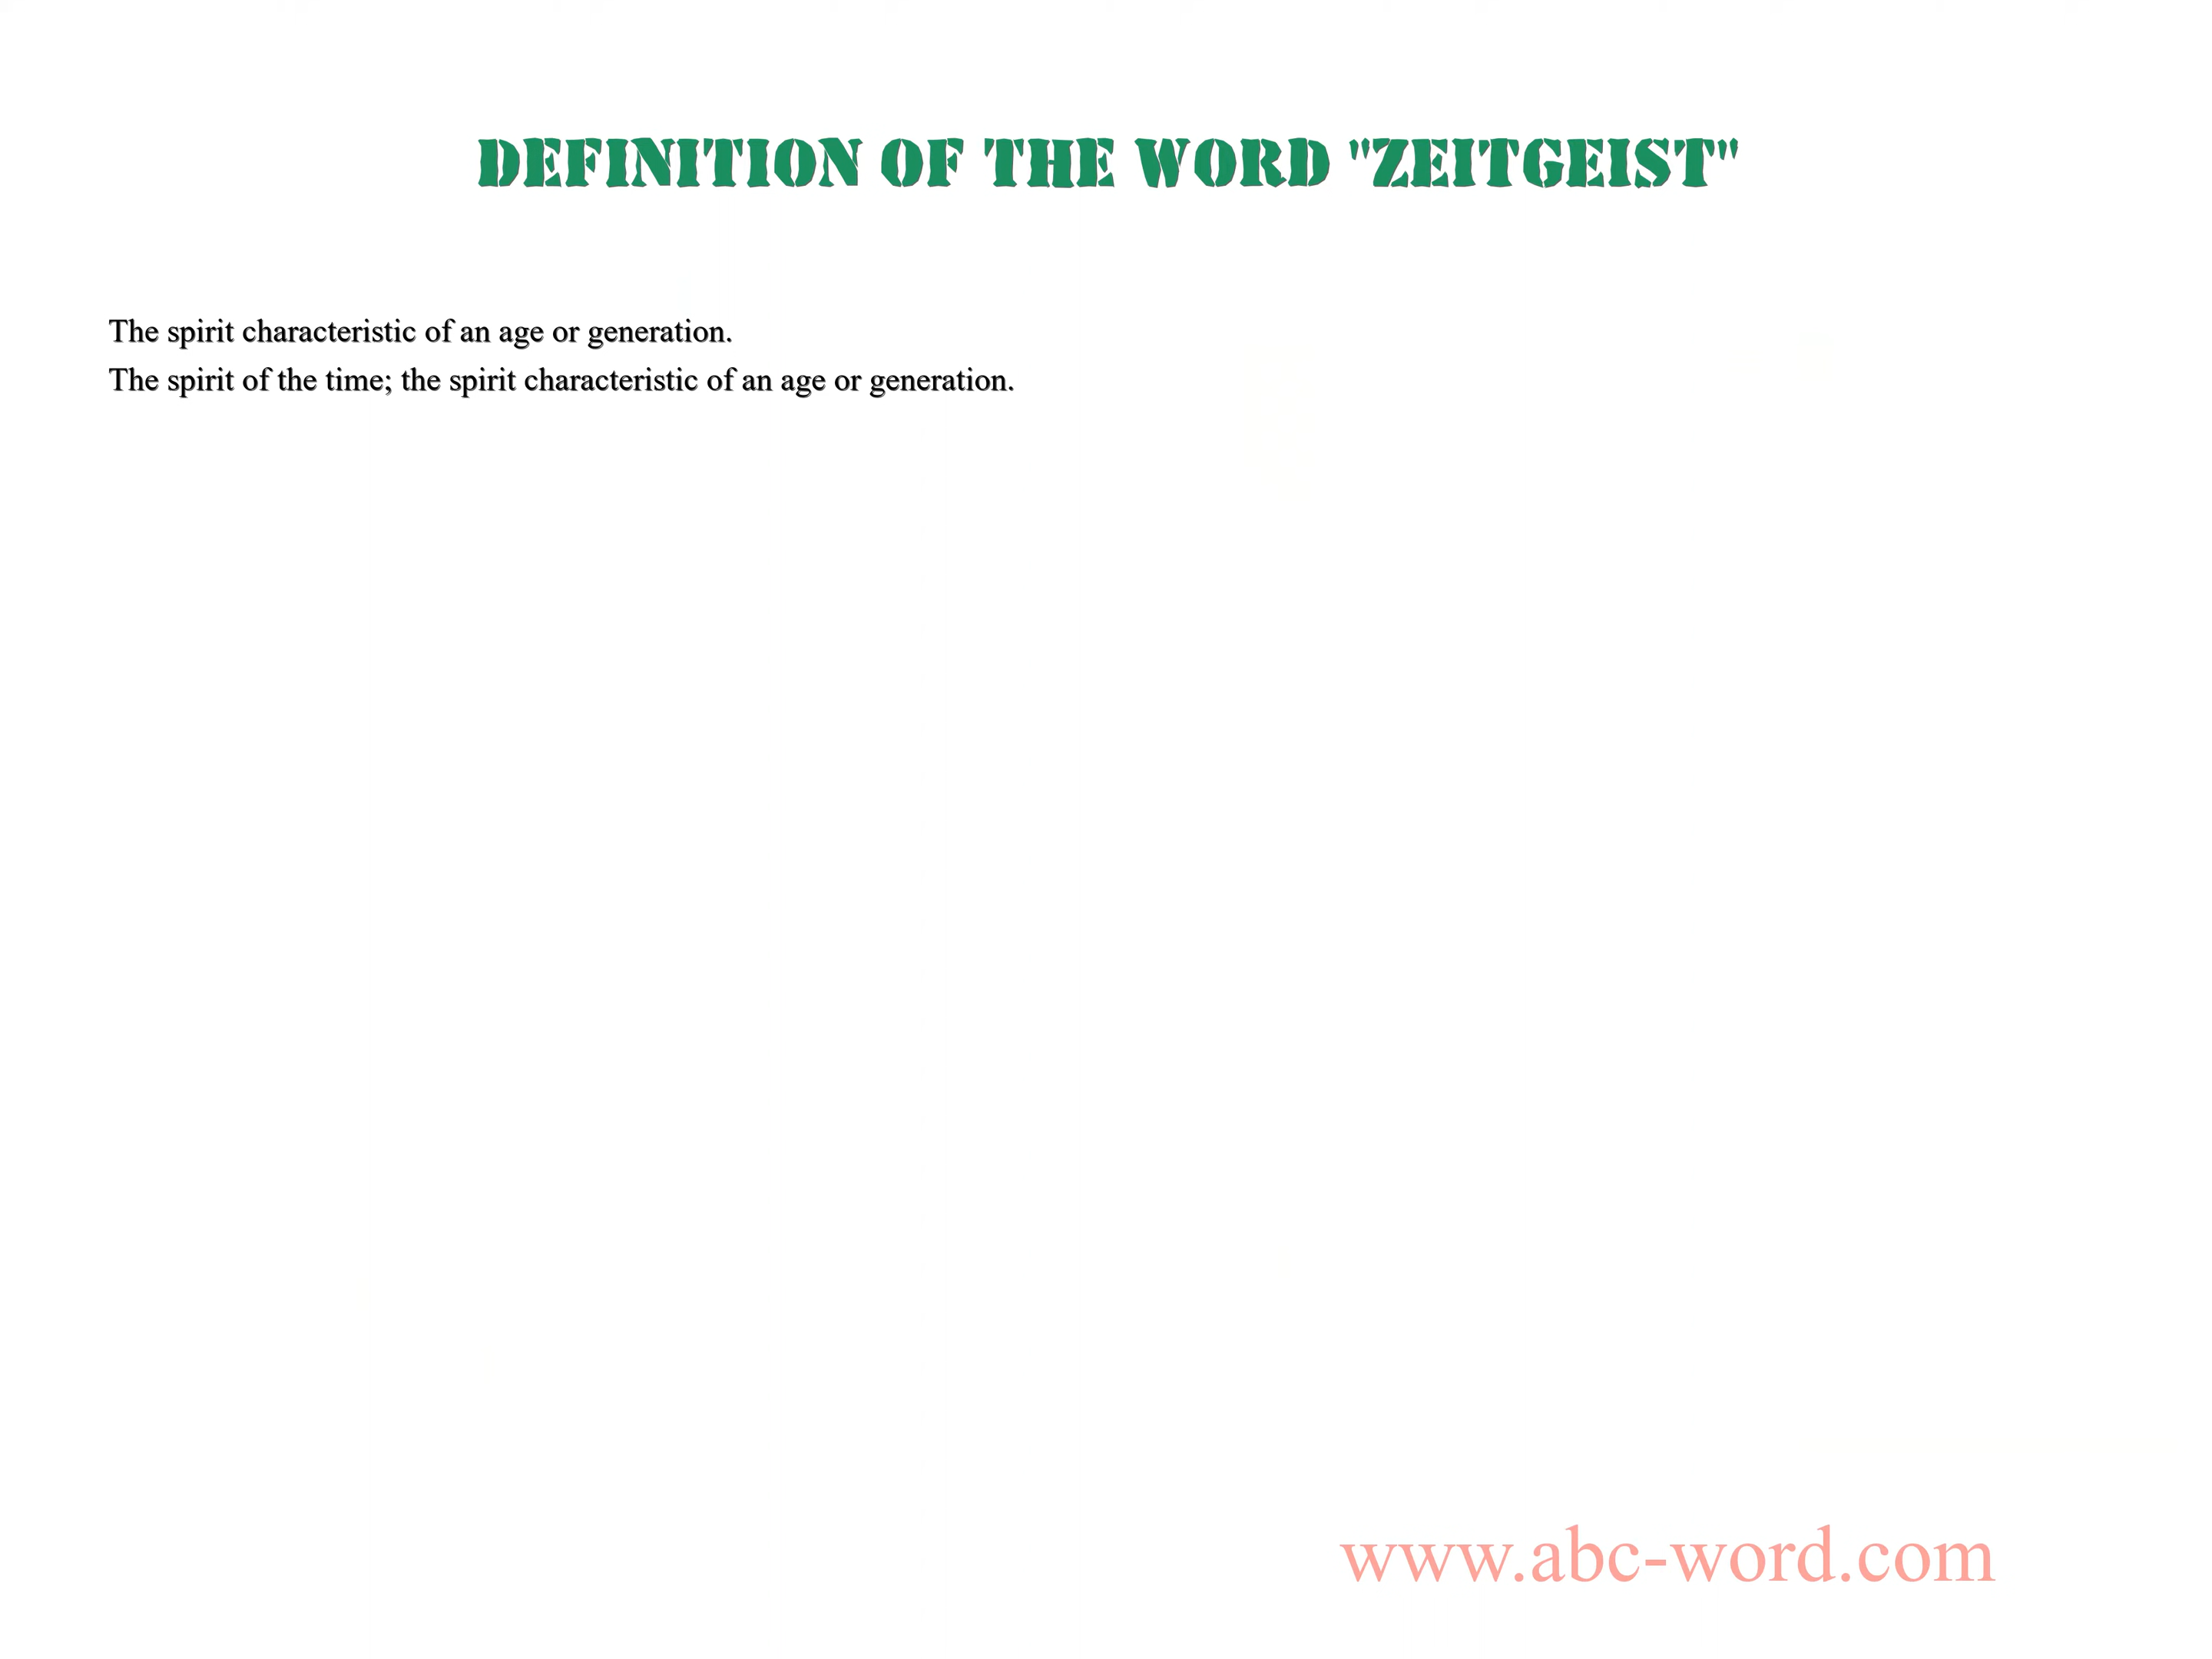 DEFINITION OF THE WORD "ZEITGEIST"
The spirit characteristic of an age or generation.
The spirit of the time; the spirit characteristic of an age or generation.
www.abc-word.com